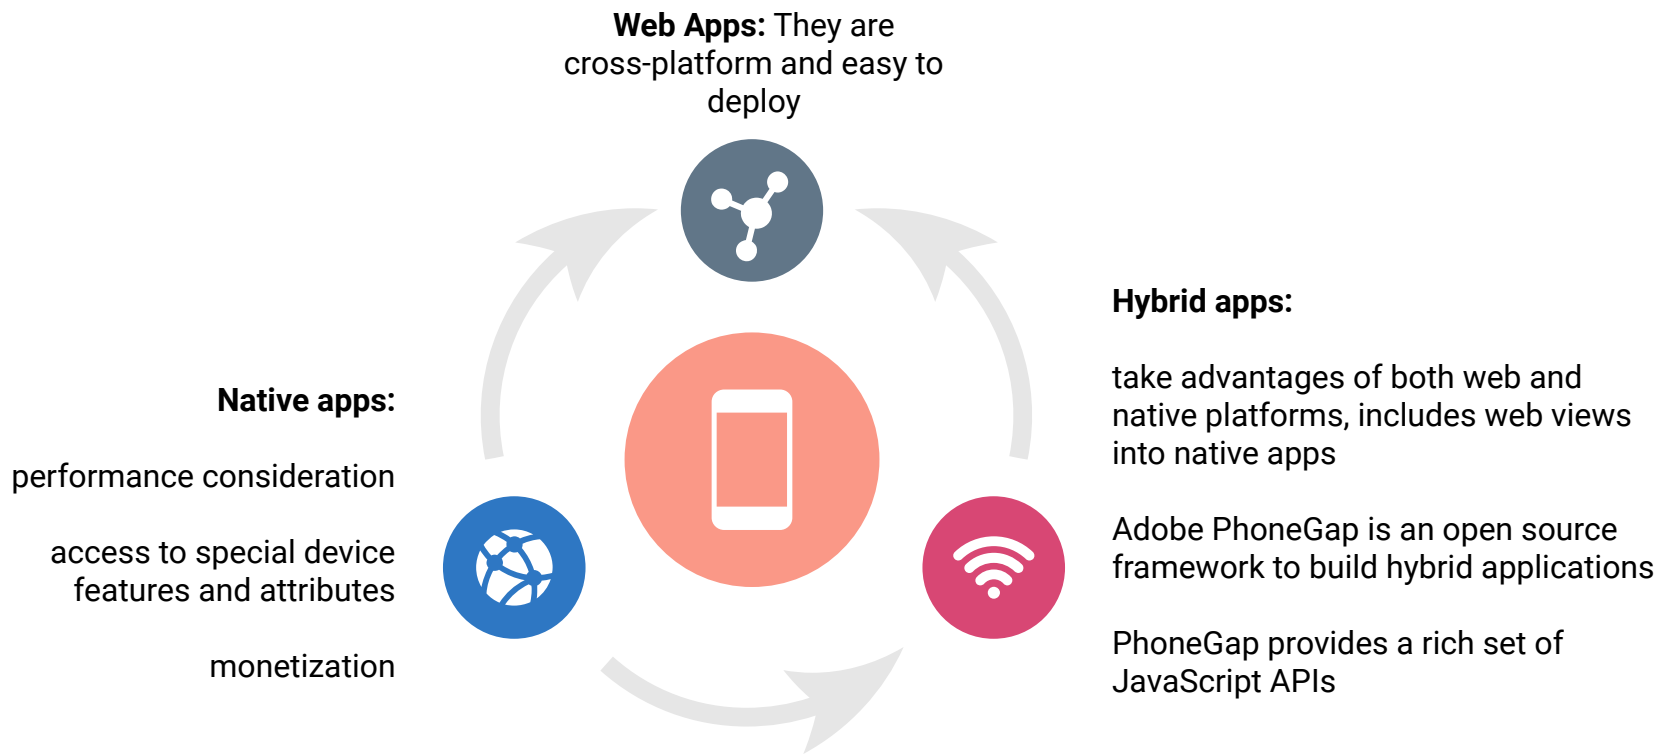 Web Apps: They are
cross-platform and easy to
deploy
Native apps:
performance consideration
access to special device
features and attributes
monetization
Hybrid apps:
take advantages of both web and
native platforms, includes web views
into native apps
Adobe PhoneGap is an open source
framework to build hybrid applications
PhoneGap provides a rich set of
JavaScript APIs